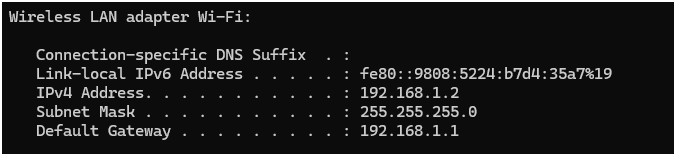 Wireless LAN adapter Wi-Fi:
Connection-specific DNS Suffix  . :
Link-local IPv6 Address . . . . . : fe80::9808:5224:b7d4:35a7%19
IPv4 Address. . . . . . . . . . . : 192.168.1.2
Subnet Mask . . . . . . . . . . . : 255.255.255.0
Default Gateway . . . . . . . . . : 192.168.1.1